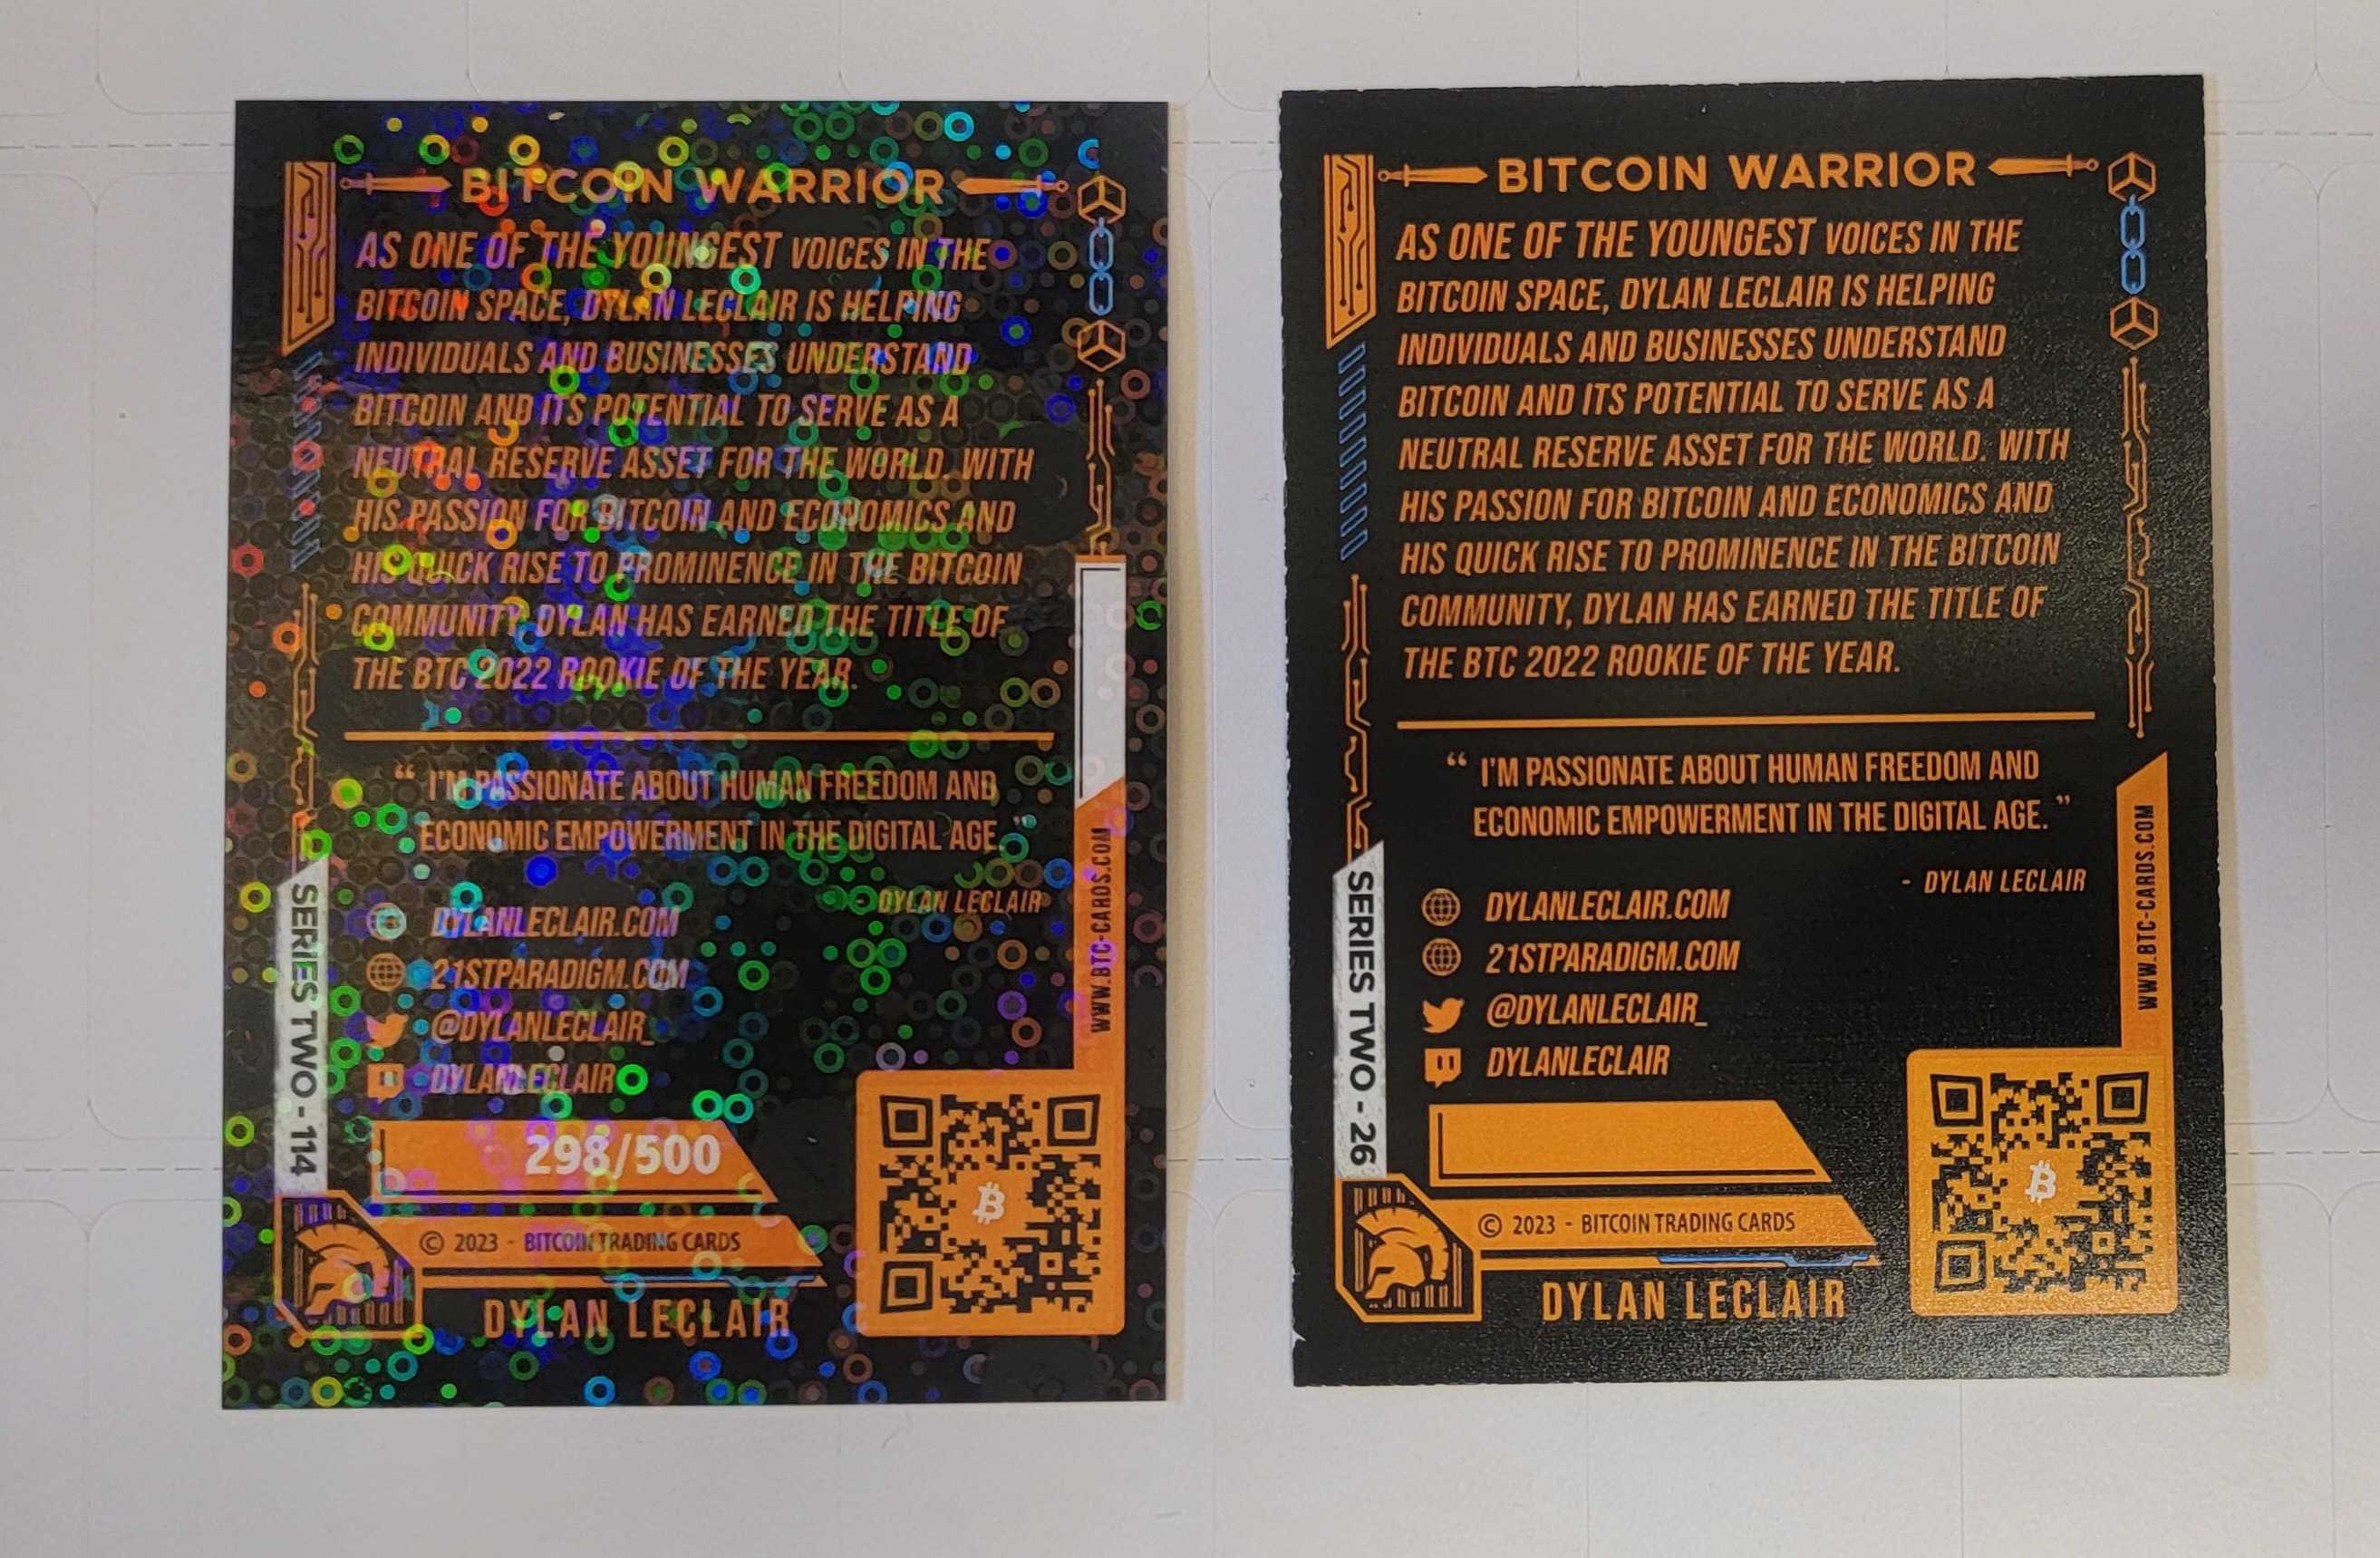 BITCOIN WARRIOR
AS ONE OF THE YOUNGEST VOICES IN THE
BITCOIN SPACE, DYLAN LECLAIR IS HELPING
INDIVIDUALS AND BUSINESSES UNDERSTAND
BITCOIN AND ITS POTENTIAL TO SERVE AS A
NEUTRAL RESERVE ASSET FOR THE WORLD. WITH
HIS PASSION FOR BITCOIN AND ECONOMICS AND
HIS QUICK RISE TO PROMINENCE IN THE BITCOIN
COMMUNITY, DYLAN HAS EARNED THE TITLE OF
THE BTC 2022 ROOKIE OF THE YEAR.
“ I'M PASSIONATE ABOUT HUMAN FREEDOM AND
ECONOMIC EMPOWERMENT IN THE DIGITAL AGE. ”
- DYLAN LECLAIR
DYLANLECLAIR.COM
21STPARADIGM.COM
@DYLANLECLAIR_
DYLANLECLAIR
WWW.BTC-CARDS.COM
SERIES TWO - 114
298/500
© 2023 - BITCOIN TRADING CARDS
DYLAN LECLAIR
BITCOIN WARRIOR
AS ONE OF THE YOUNGEST VOICES IN THE
BITCOIN SPACE, DYLAN LECLAIR IS HELPING
INDIVIDUALS AND BUSINESSES UNDERSTAND
BITCOIN AND ITS POTENTIAL TO SERVE AS A
NEUTRAL RESERVE ASSET FOR THE WORLD. WITH
HIS PASSION FOR BITCOIN AND ECONOMICS AND
HIS QUICK RISE TO PROMINENCE IN THE BITCOIN
COMMUNITY, DYLAN HAS EARNED THE TITLE OF
THE BTC 2022 ROOKIE OF THE YEAR.
“ I'M PASSIONATE ABOUT HUMAN FREEDOM AND
ECONOMIC EMPOWERMENT IN THE DIGITAL AGE. ”
- DYLAN LECLAIR
DYLANLECLAIR.COM
21STPARADIGM.COM
@DYLANLECLAIR_
DYLANLECLAIR
WWW.BTC-CARDS.COM
SERIES TWO - 26
© 2023 - BITCOIN TRADING CARDS
DYLAN LECLAIR